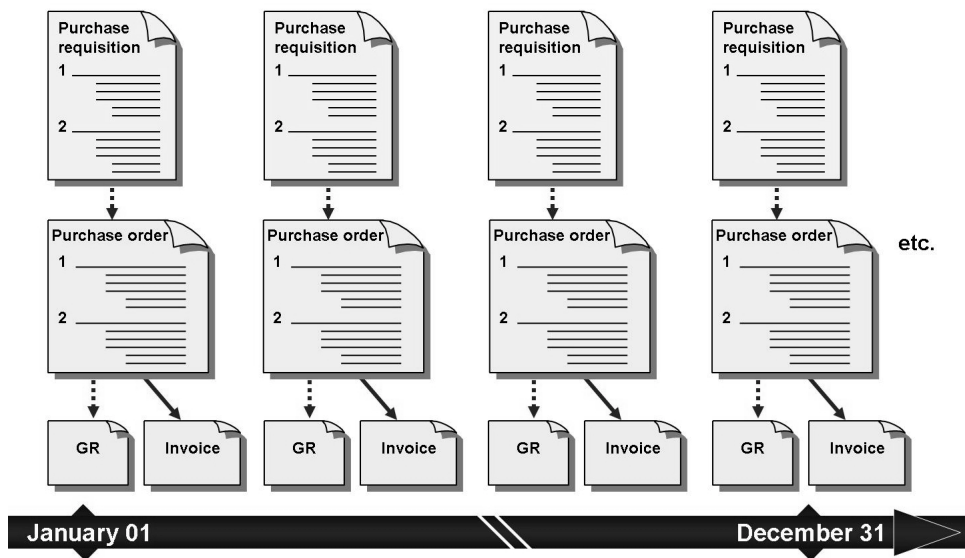 Purchase
requisition
1
2
Purchase
requisition
1
2
Purchase
requisition
1
2
Purchase
requisition
1
2
Purchase order
1
2
Purchase order
1
2
Purchase order
1
2
Purchase order
1
2
etc.
GR
Invoice
GR
Invoice
GR
Invoice
GR
Invoice
January 01
December 31